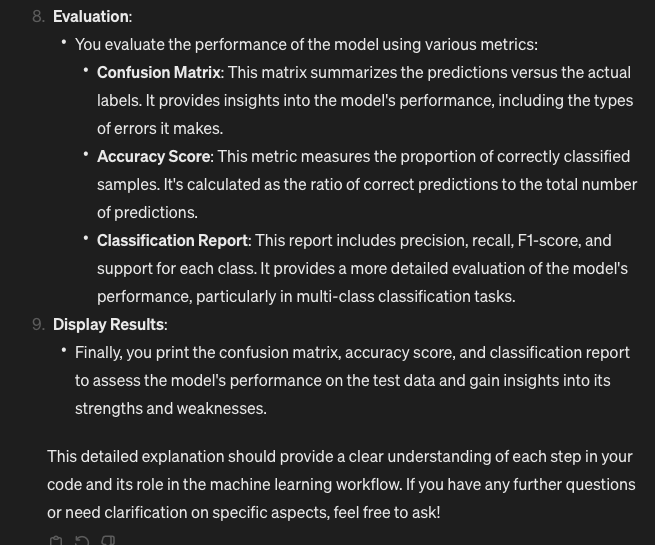 8. Evaluation:
• You evaluate the performance of the model using various metrics:
• Confusion Matrix: This matrix summarizes the predictions versus the actual
labels. It provides insights into the model's performance, including the types
of errors it makes.
• Accuracy Score: This metric measures the proportion of correctly classified
samples. It's calculated as the ratio of correct predictions to the total number
of predictions.
• Classification Report: This report includes precision, recall, F1-score, and
support for each class. It provides a more detailed evaluation of the model's
performance, particularly in multi-class classification tasks.
9. Display Results:
• Finally, you print the confusion matrix, accuracy score, and classification report
to assess the model's performance on the test data and gain insights into its
strengths and weaknesses.
This detailed explanation should provide a clear understanding of each step in your
code and its role in the machine learning workflow. If you have any further questions
or need clarification on specific aspects, feel free to ask!